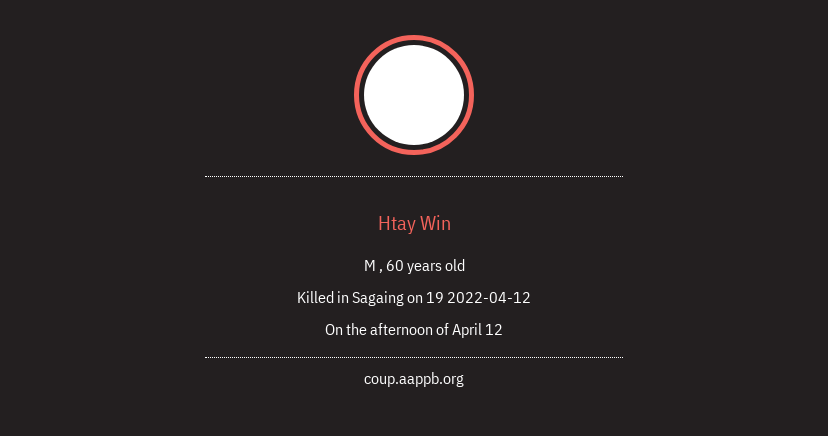 Htay Win
M , 60 years old
Killed in Sagaing on 19 2022-04-12
On the afternoon of April 12
coup.aappb.org